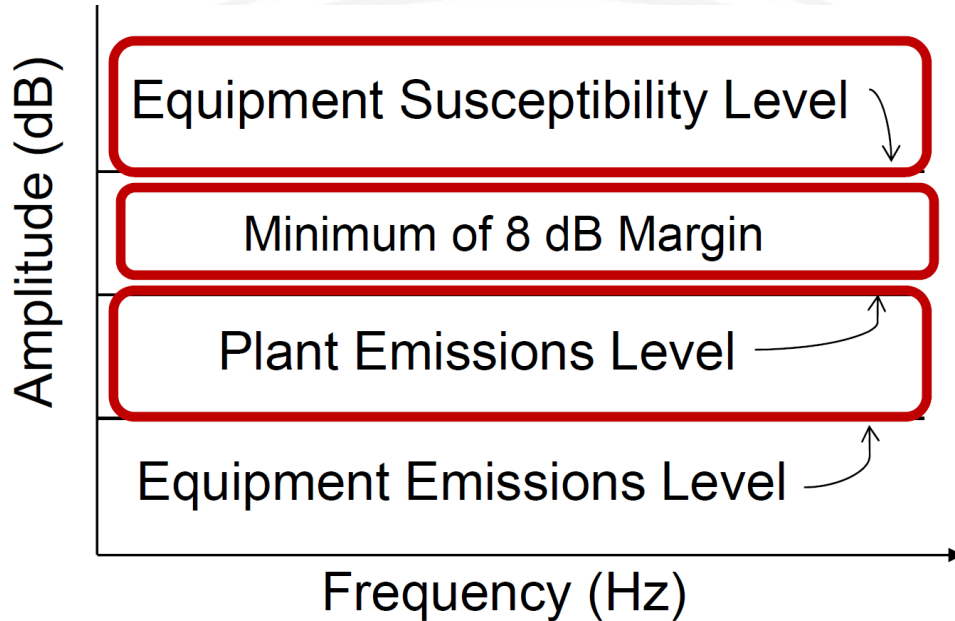 Amplitude (dB)
Equipment Susceptibility Level
Minimum of 8 dB Margin
Plant Emissions Level
Equipment Emissions Level
Frequency (Hz)